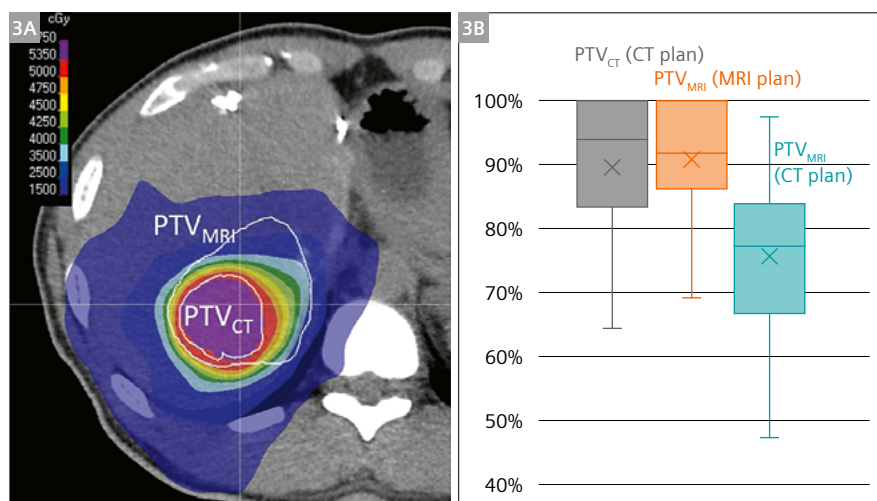 3A
cGy
5350
5000
4750
4500
4250
4000
3500
2500
1500
PTVMRI
PTVCT
3B
PTVCT (CT plan)
PTVMRI (MRI plan)
PTVMRI
(CT plan)
100%
90%
80%
70%
60%
50%
40%